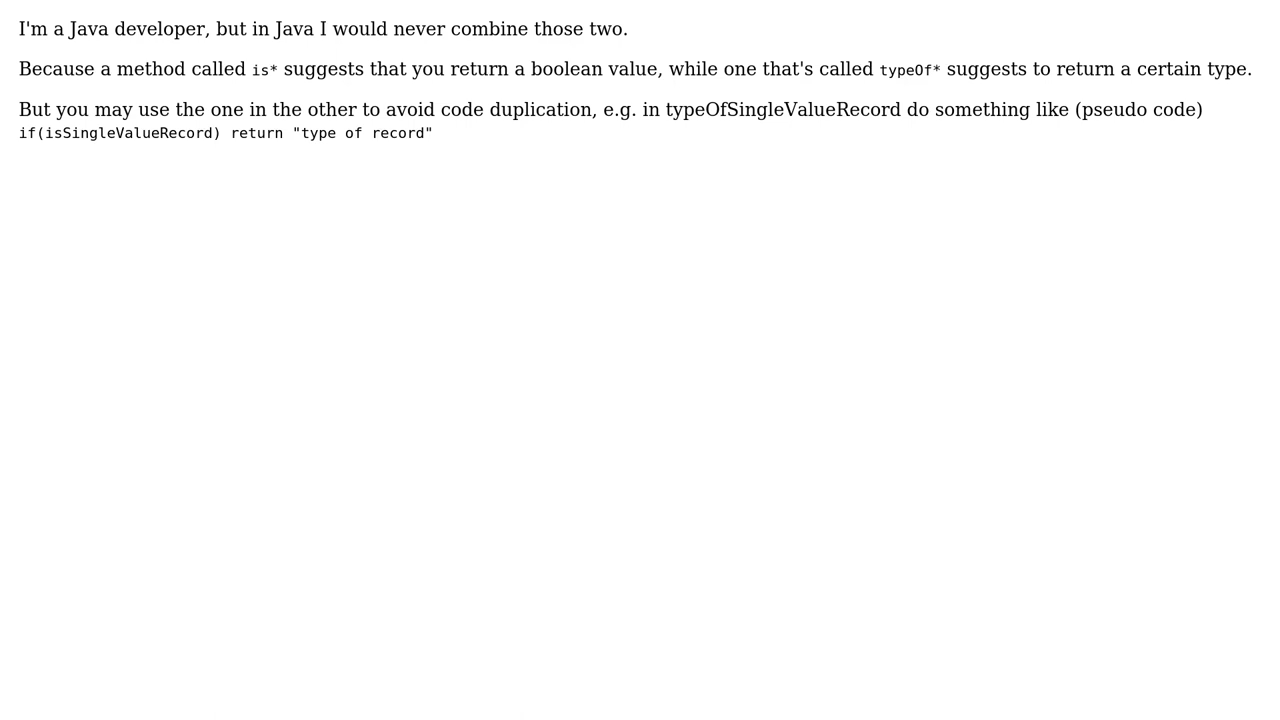 I'm a Java developer, but in Java I would never combine those two.
Because a method called is* suggests that you return a boolean value, while one that's called typeOf* suggests to return a certain type.
But you may use the one in the other to avoid code duplication, e.g. in typeOfSingleValueRecord do something like (pseudo code)
if(isSingleValueRecord) return "type of record"